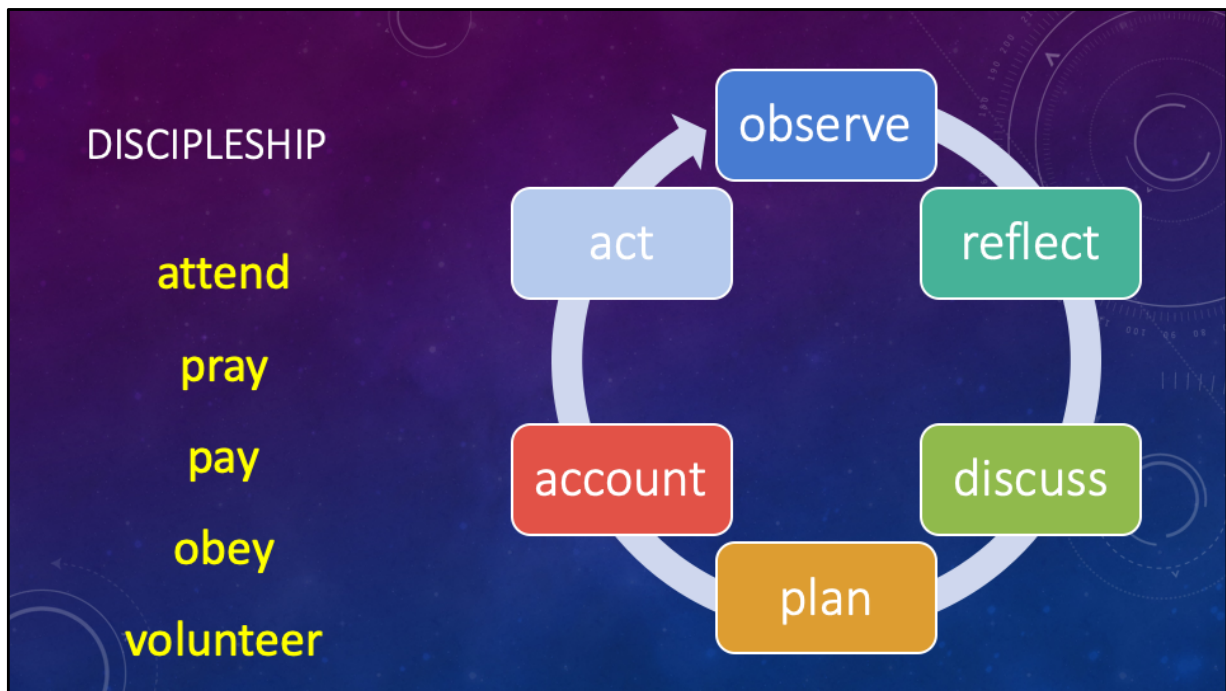 DISCIPLESHIP
attend
pray
pay
obey
volunteer
observe
reflect
discuss
plan
account
act